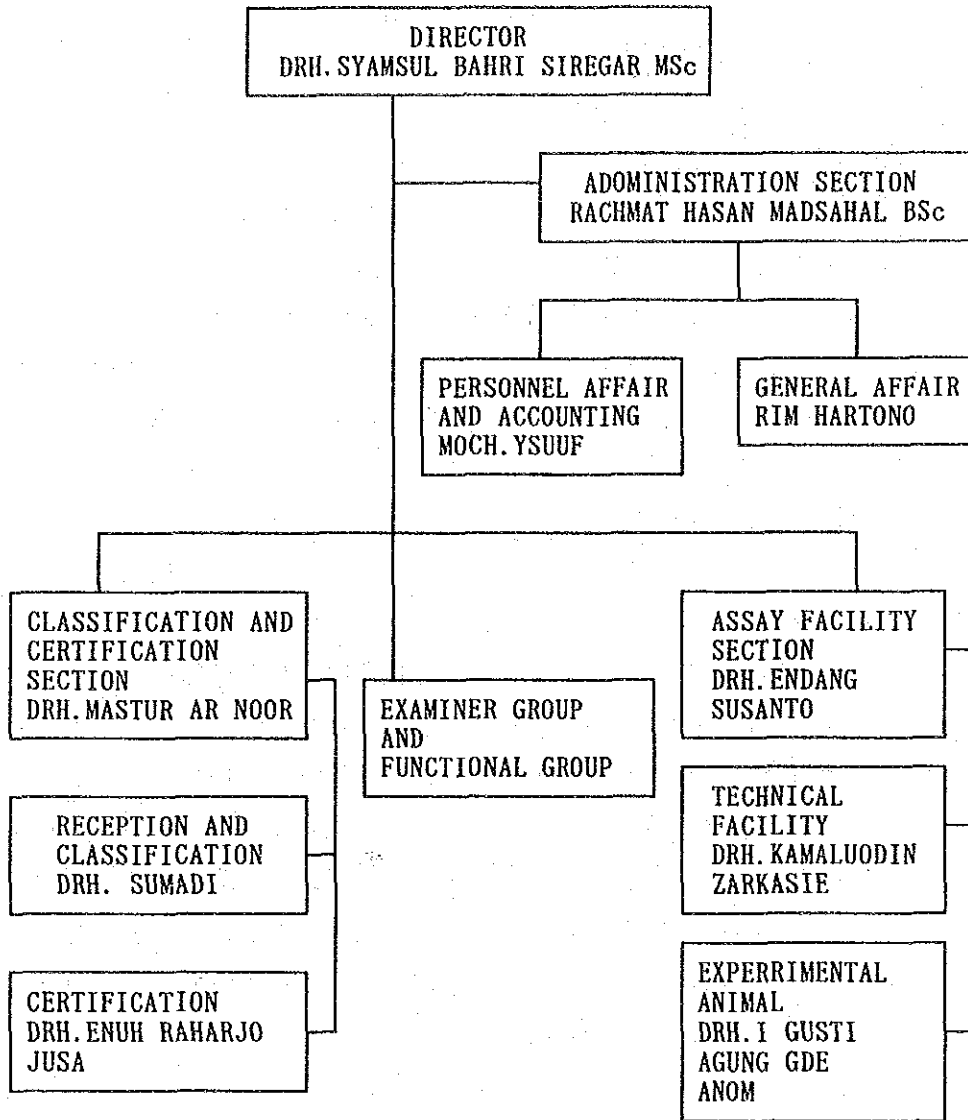 DIRECTOR
DRH.SYAMSUL BAHRI SIREGAR MSc
ADOMINISTRATION SECTION
RACHMAT HASAN MADSAHAL BSc
PERSONNEL AFFAIR
AND ACCOUNTING
MOCH.YSUUF
GENERAL AFFAIR
RIM HARTONO
CLASSIFICATION AND
CERTIFICATION
SECTION
DRH.MASTUR AR NOOR
EXAMINER GROUP
AND
FUNCTIONAL GROUP
ASSAY FACILITY
SECTION
DRH.ENDANG
SUSANTO
RECEPTION AND
CLASSIFICATION
DRH. SUMADI
TECHNICAL
FACILITY
DRH.KAMALUODIN
ZARKASIE
CERTIFICATION
DRH.ENUH RAHARJO
JUSA
EXPERRIMENTAL
ANIMAL
DRH.I GUSTI
AGUNG GDE
ANOM